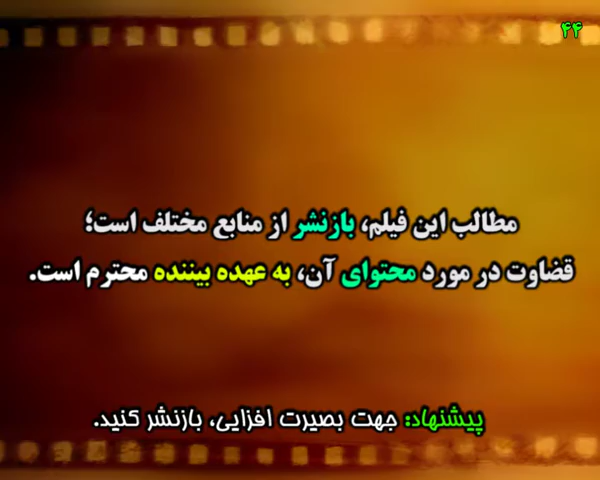 ۴۴
مطالب این فیلم، بازنشر از منابع مختلف است؛
قضاوت در مورد محتوای آن، به عهده بیننده محترم است.
پیشنهاد: جهت بصیرت افزایی، بازنشر کنید.